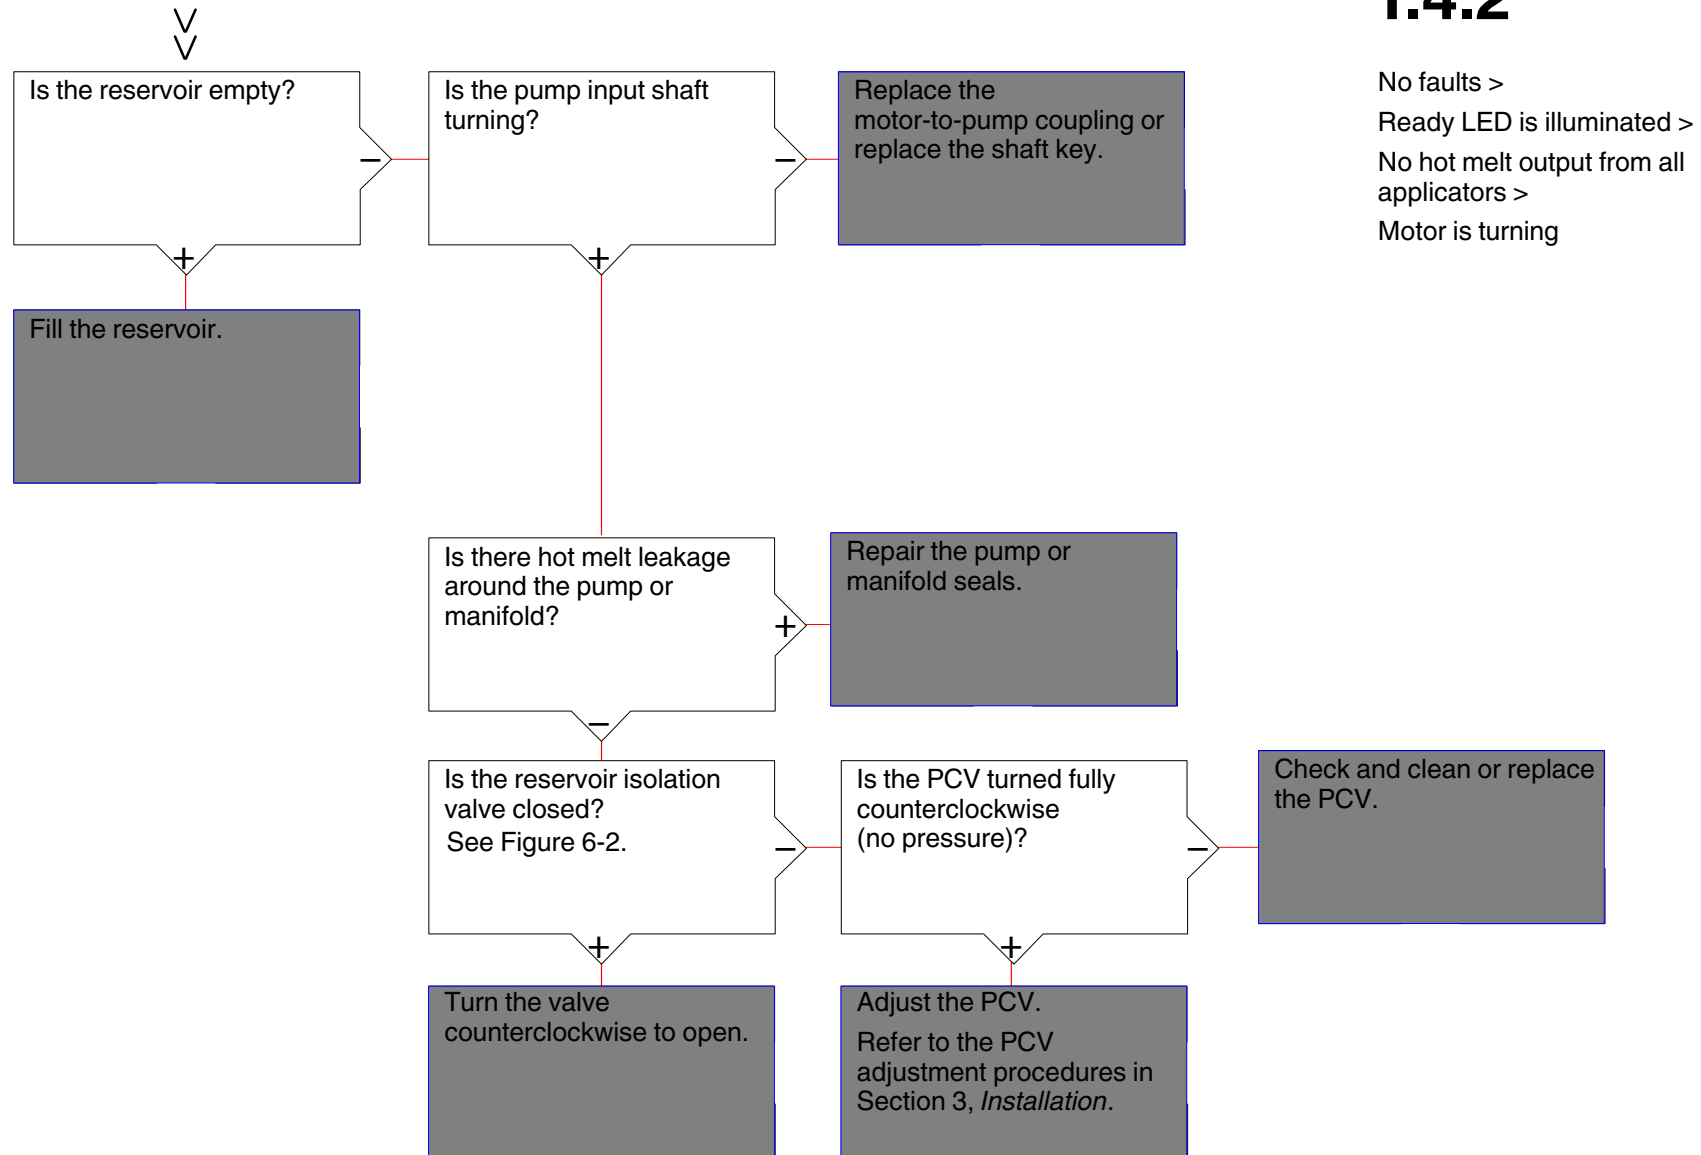 1.4.2
No faults >
Ready LED is illuminated >
No hot melt output from all
applicators >
Motor is turning
Is the reservoir empty?
–
+
Is the pump input shaft
turning?
–
+
Replace the
motor-to-pump coupling or
replace the shaft key.
Fill the reservoir.
Is there hot melt leakage
around the pump or
manifold?
+
–
Repair the pump or
manifold seals.
Is the reservoir isolation
valve closed?
See Figure 6-2.
–
+
Is the PCV turned fully
counterclockwise
(no pressure)?
–
+
Check and clean or replace
the PCV.
Turn the valve
counterclockwise to open.
Adjust the PCV.
Refer to the PCV
adjustment procedures in
Section 3, Installation.